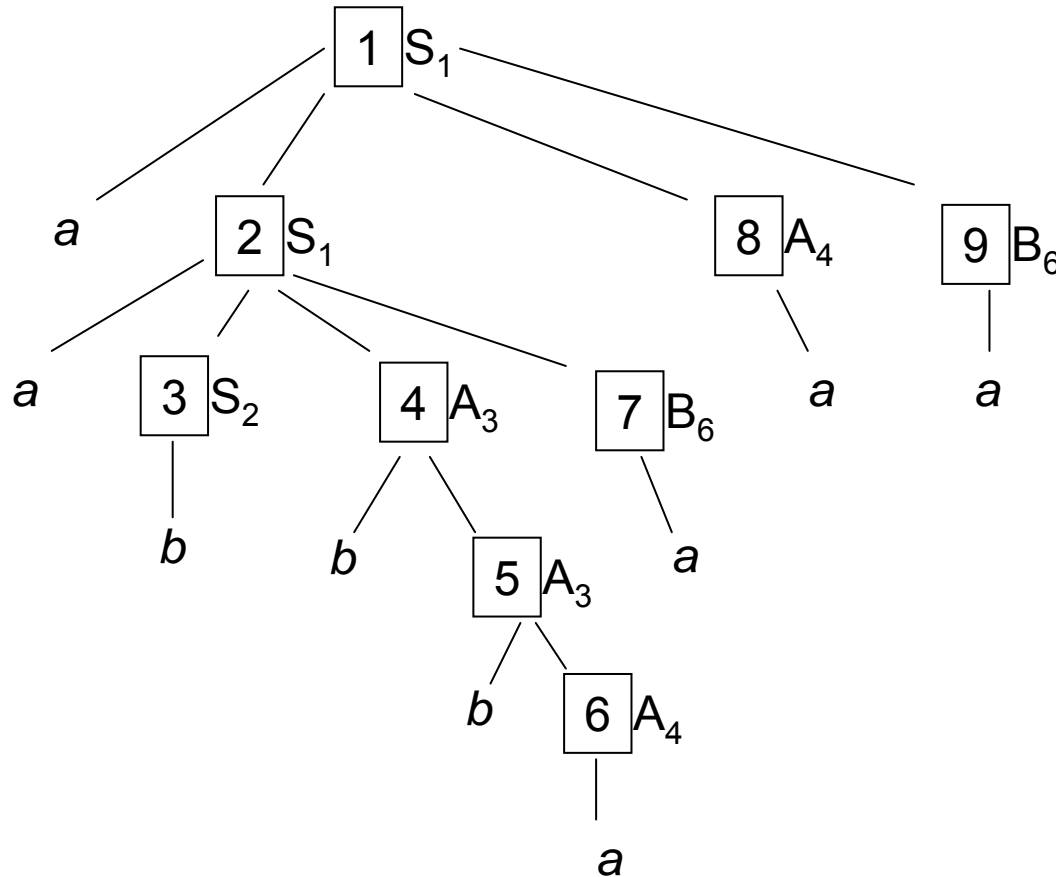 1 S₁
a 2 S₁ 8 A₄ 9 B₆
a 3 S₂ 4 A₃ 7 B₆ a a
b b a
5 A₃
b 6 A₄
a